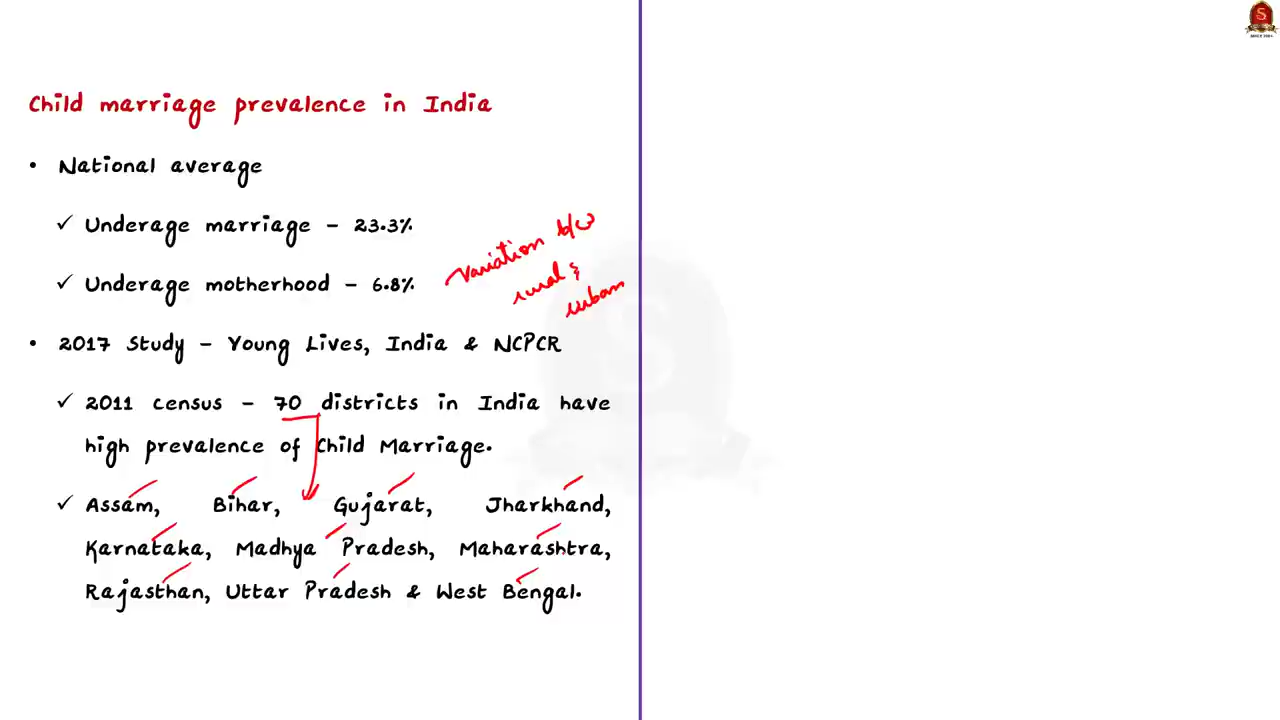 Child marriage prevalence in India
• National average
✓ Underage marriage - 23.3%
✓ Underage motherhood - 6.8%
Variation b/w
rural &
urban
• 2017 Study - Young Lives, India & NCPCR
✓ 2011 census - 70 districts in India have
high prevalence of Child Marriage.
✓ Assam, Bihar, Gujarat, Jharkhand,
Karnataka, Madhya Pradesh, Maharashtra,
Rajasthan, Uttar Pradesh & West Bengal.
S